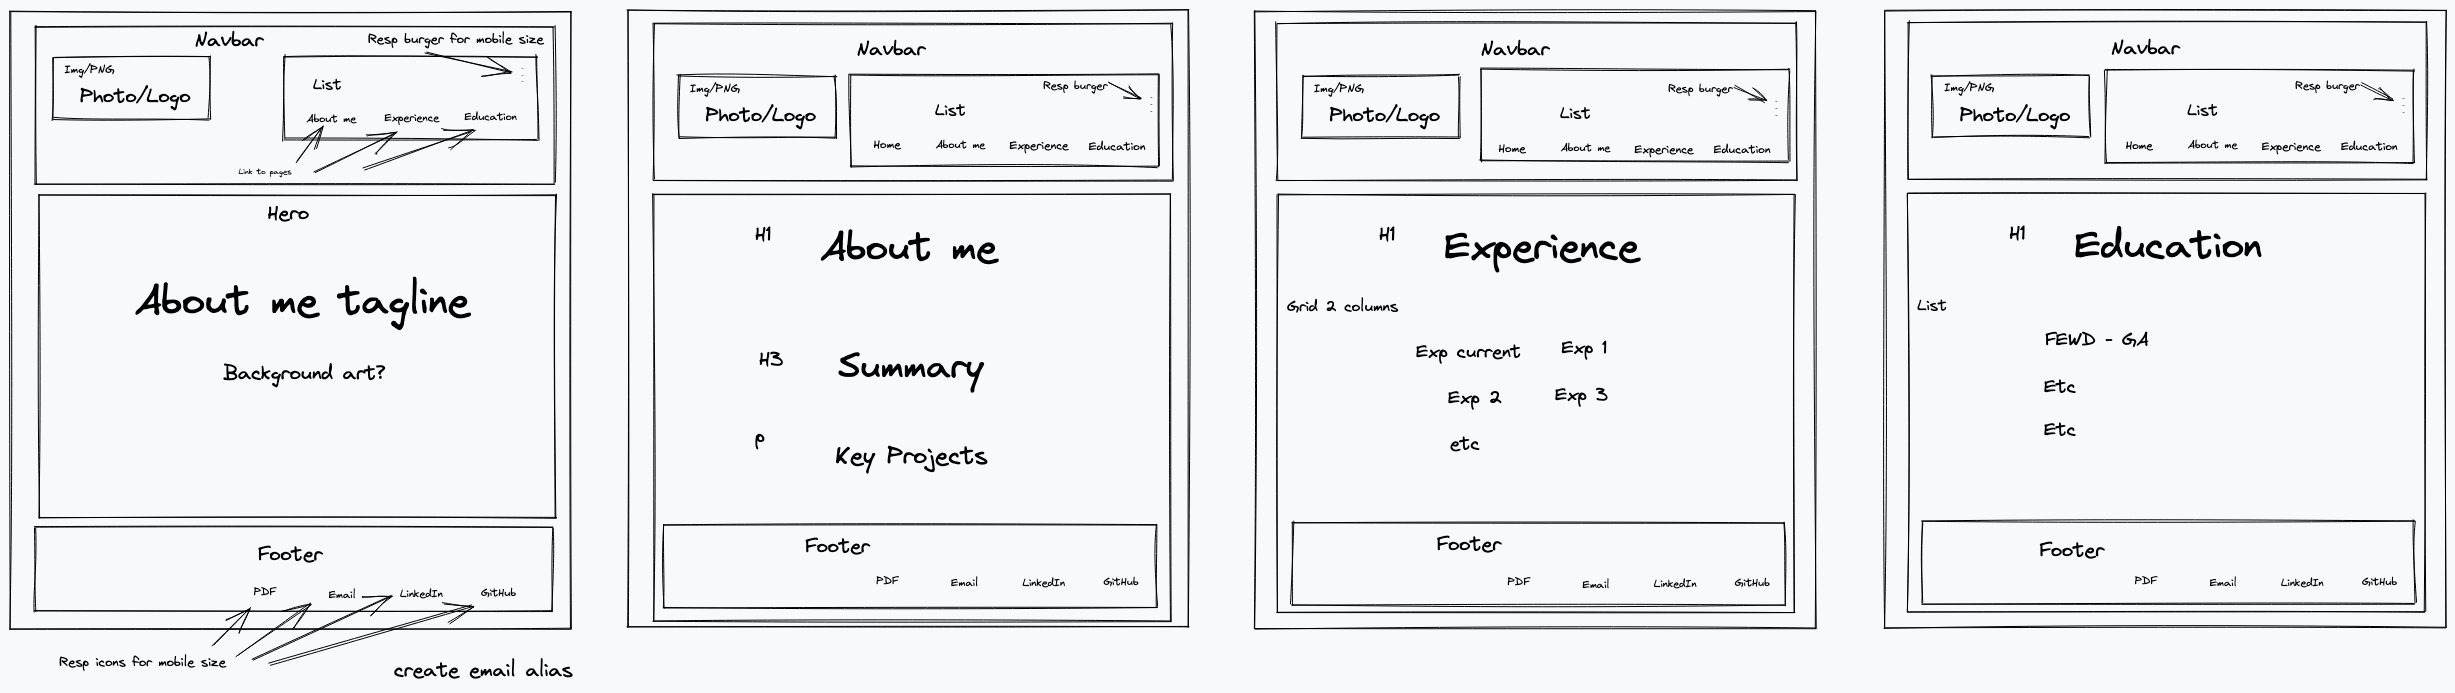 Navbar
Resp burger for mobile size
Img/PNG
Photo/Logo
List
About me
Experience
Education
Link to pages
Hero
About me tagline
Background art?
Footer
PDF
Email
LinkedIn
GitHub
Resp icons for mobile size
create email alias
Navbar
Img/PNG
Photo/Logo
Resp burger
List
Home
About me
Experience
Education
H1
About me
H3
Summary
P
Key Projects
Footer
PDF
Email
LinkedIn
GitHub
Navbar
Img/PNG
Photo/Logo
Resp burger
List
Home
About me
Experience
Education
H1
Experience
Grid 2 columns
Exp current
Exp 1
Exp 2
Exp 3
etc
Footer
PDF
Email
LinkedIn
GitHub
Navbar
Img/PNG
Photo/Logo
Resp burger
List
Home
About me
Experience
Education
H1
Education
List
FEWD - GA
Etc
Etc
Footer
PDF
Email
LinkedIn
GitHub